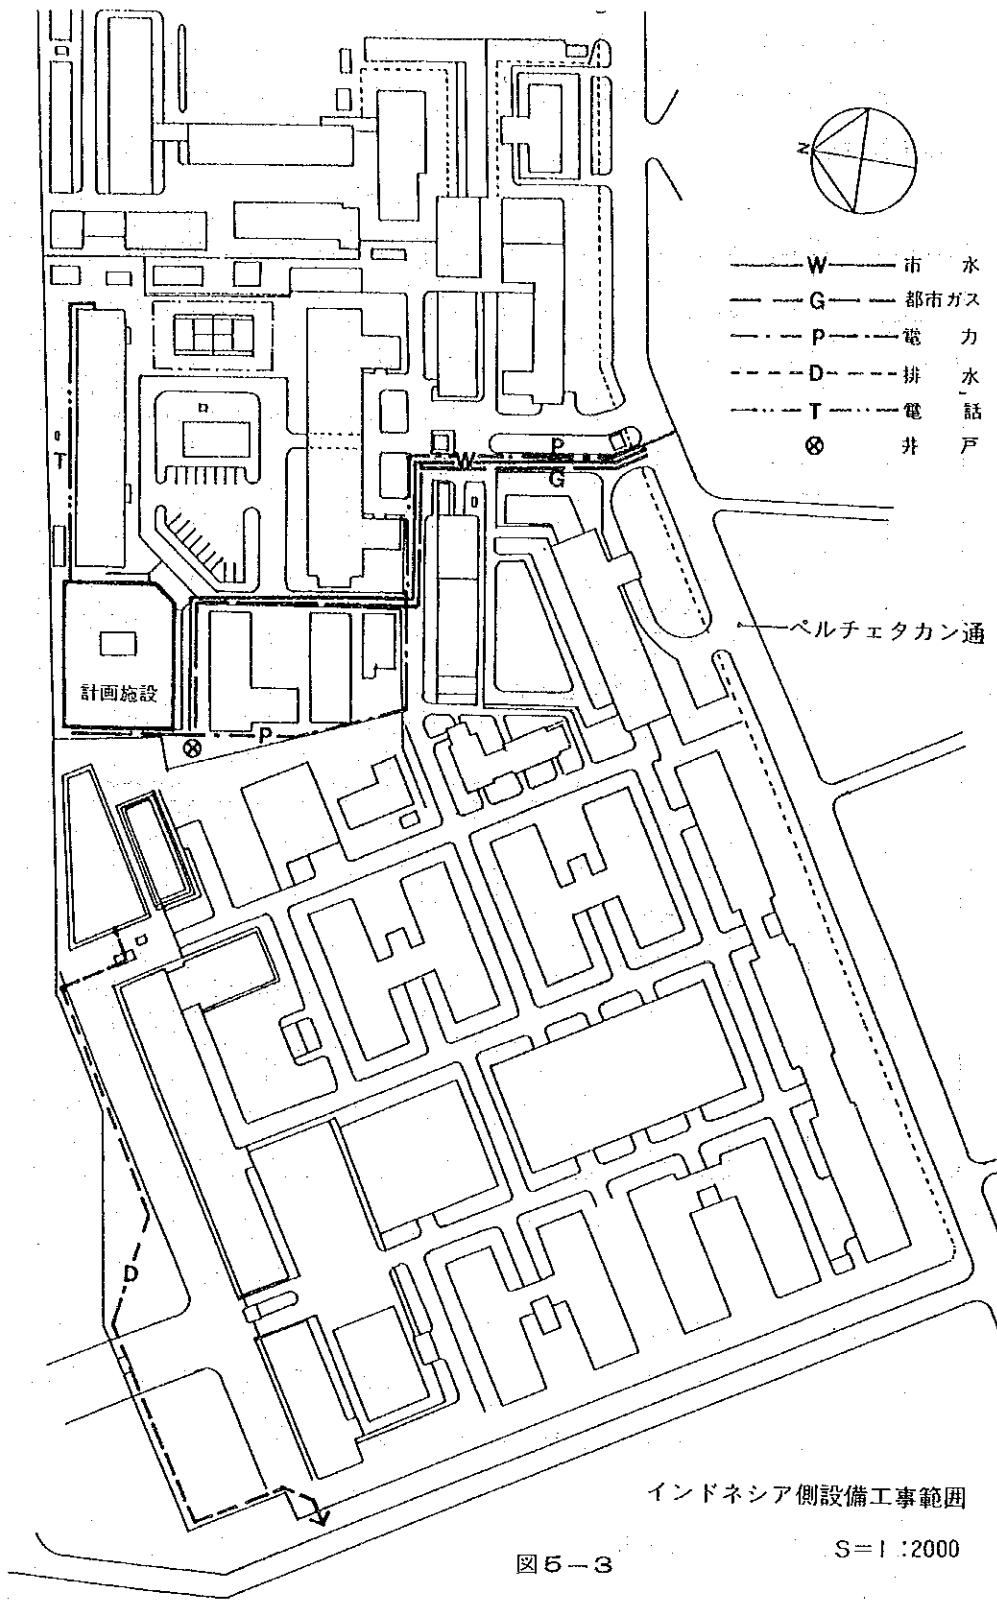 N
W 市水
G 都市ガス
P 電力
D 排水
T 電話
⊗ 井戸
P
W
G
T
ペルチェタカン通
計画施設
P
D
インドネシア側設備工事範囲
S=1:2000
図5-3